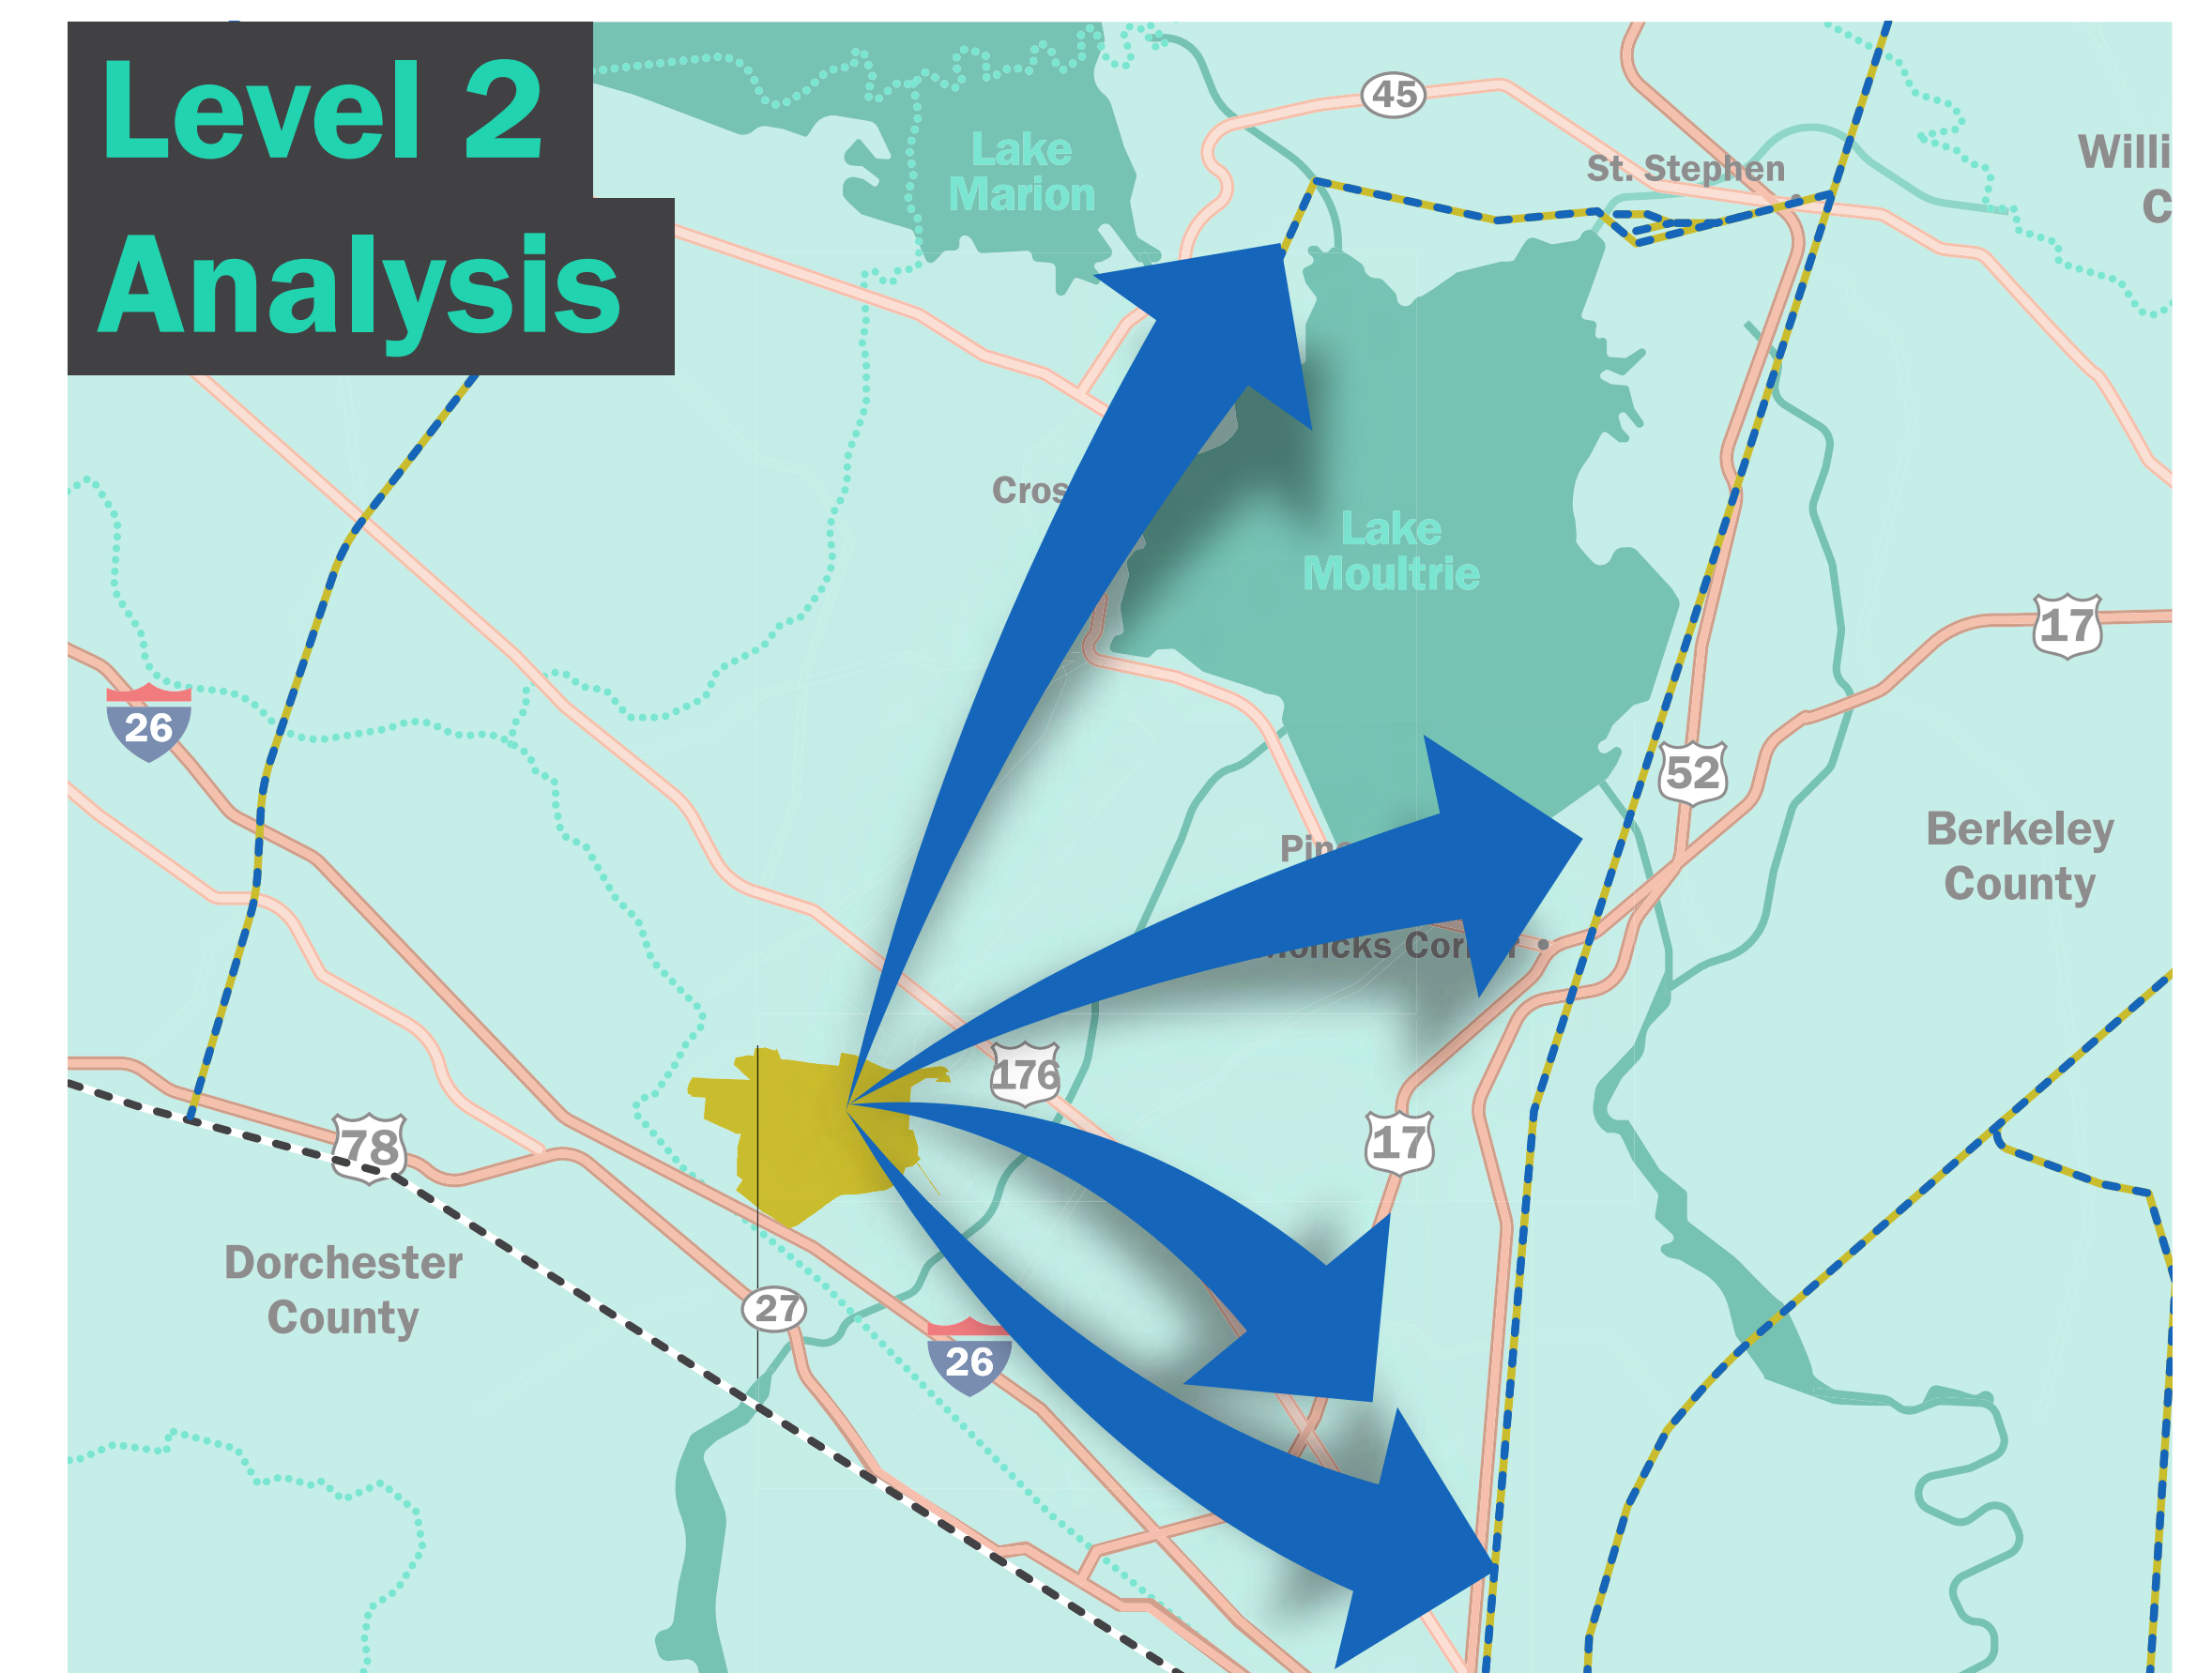 Level 2
Analysis
45
Lake
Marion
St. Stephen
Willi
C
Cros
Lake
Moultrie
17
26
52
Berkeley
County
Pin
Moncks Cor
176
78
17
Dorchester
County
27
26